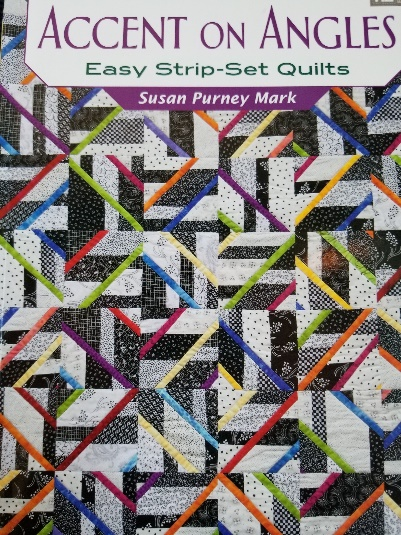 ACCENT ON ANGLES
Easy Strip-Set Quilts
Susan Purney Mark